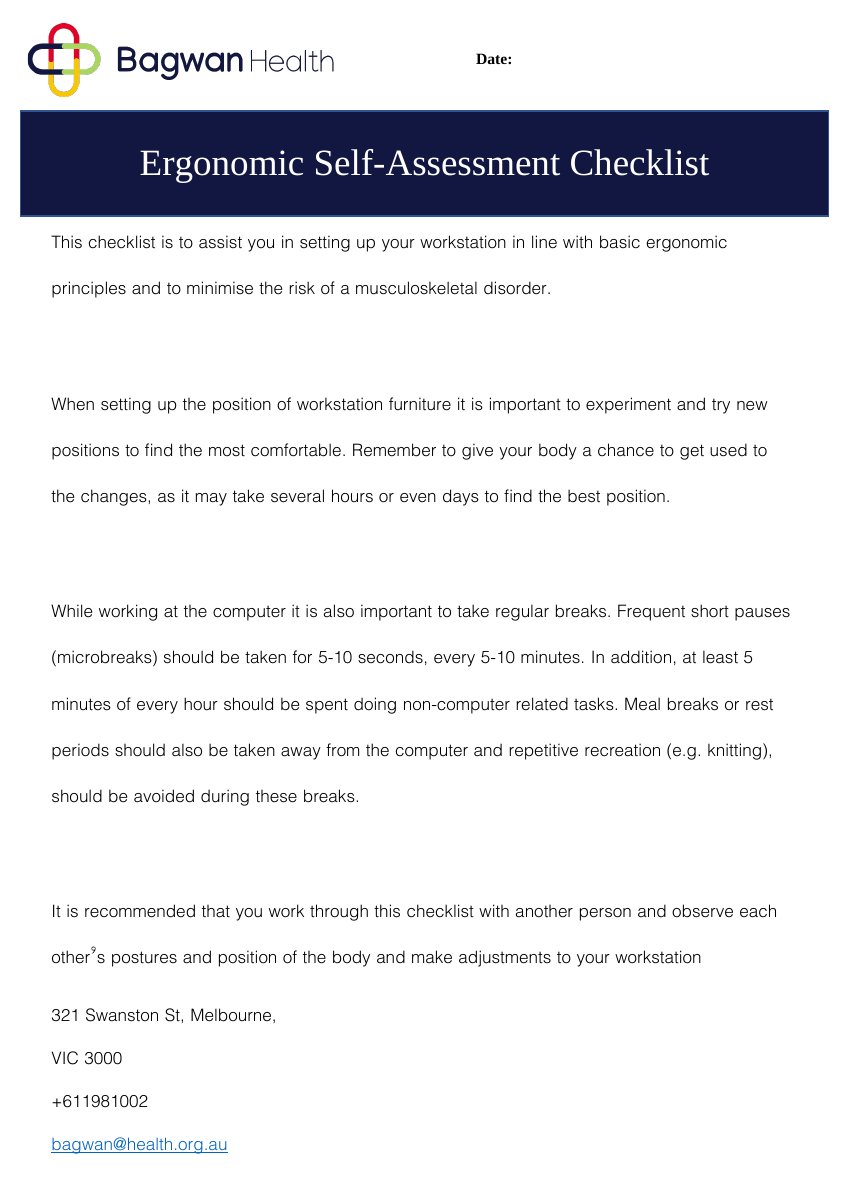 Bagwan Health
Date:
Ergonomic Self-Assessment Checklist
This checklist is to assist you in setting up your workstation in line with basic ergonomic
principles and to minimise the risk of a musculoskeletal disorder.
When setting up the position of workstation furniture it is important to experiment and try new
positions to find the most comfortable. Remember to give your body a chance to get used to
the changes, as it may take several hours or even days to find the best position.
While working at the computer it is also important to take regular breaks. Frequent short pauses
(microbreaks) should be taken for 5-10 seconds, every 5-10 minutes. In addition, at least 5
minutes of every hour should be spent doing non-computer related tasks. Meal breaks or rest
periods should also be taken away from the computer and repetitive recreation (e.g. knitting),
should be avoided during these breaks.
It is recommended that you work through this checklist with another person and observe each
other⁹s postures and position of the body and make adjustments to your workstation
321 Swanston St, Melbourne,
VIC 3000
+611981002
bagwan@health.org.au